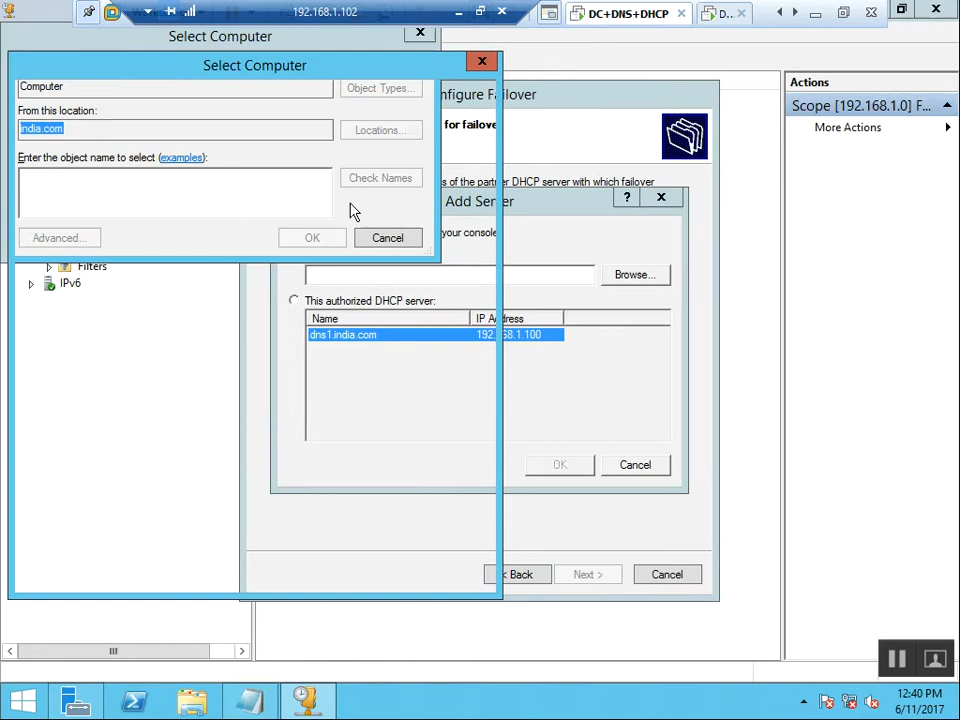 192.168.1.102
DC+DNS+DHCP
D..
Select Computer
Select Computer
Computer
Object Types...
From this location:
india.com
Locations...
Enter the object name to select (examples):
Check Names
Advanced...
OK
Cancel
Filters
IPv6
nfigure Failover
for failove
s of the partner DHCP server with which failover
Add Server
?
your console
Browse...
This authorized DHCP server:
Name
IP Address
dns1.india.com
192.168.1.100
OK
Cancel
< Back
Next >
Cancel
Actions
Scope [192.168.1.0] F...
More Actions
12:40 PM
6/11/2017